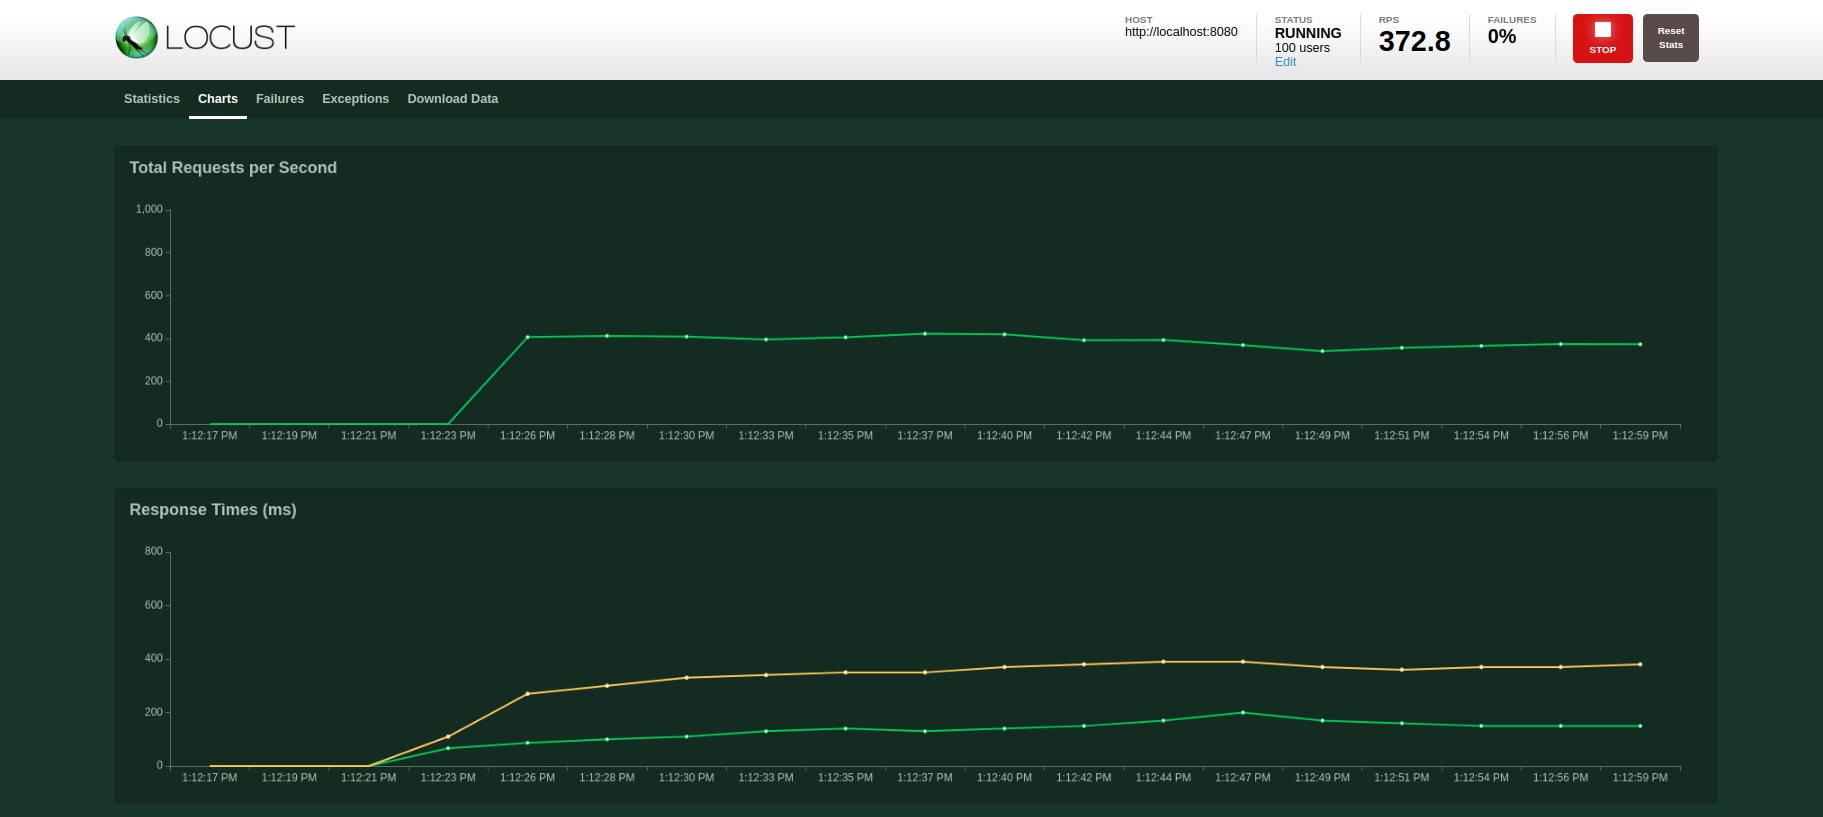 LOCUST
HOST
http://localhost:8080
STATUS
RUNNING
100 users
Edit
RPS
372.8
FAILURES
0%
STOP
Reset
Stats
Statistics Charts Failures Exceptions Download Data
Total Requests per Second
1,000
800
600
400
200
0
1:12:17 PM 1:12:19 PM 1:12:21 PM 1:12:23 PM 1:12:26 PM 1:12:28 PM 1:12:30 PM 1:12:33 PM 1:12:35 PM 1:12:37 PM 1:12:40 PM 1:12:42 PM 1:12:44 PM 1:12:47 PM 1:12:49 PM 1:12:51 PM 1:12:54 PM 1:12:56 PM 1:12:59 PM
Response Times (ms)
800
600
400
200
0
1:12:17 PM 1:12:19 PM 1:12:21 PM 1:12:23 PM 1:12:26 PM 1:12:28 PM 1:12:30 PM 1:12:33 PM 1:12:35 PM 1:12:37 PM 1:12:40 PM 1:12:42 PM 1:12:44 PM 1:12:47 PM 1:12:49 PM 1:12:51 PM 1:12:54 PM 1:12:56 PM 1:12:59 PM